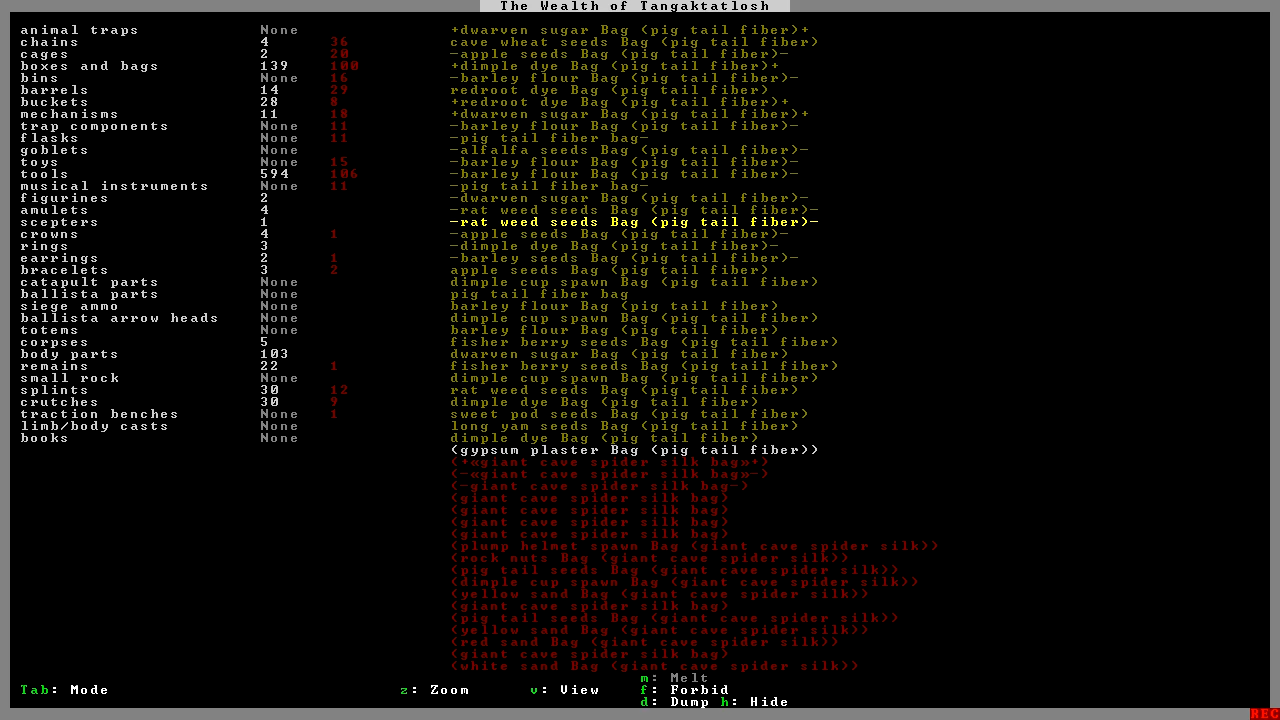 The Wealth of Tangaktatlosh
animal traps None +dwarven sugar Bag (pig tail fiber)+
chains 4 36 cave wheat seeds Bag (pig tail fiber)
cages 2 20 -apple seeds Bag (pig tail fiber)-
boxes and bags 139 100 +dimple dye Bag (pig tail fiber)+
bins None 16 -barley flour Bag (pig tail fiber)-
barrels 14 29 redroot dye Bag (pig tail fiber)
buckets 28 8 +redroot dye Bag (pig tail fiber)+
mechanisms 11 18 +dwarven sugar Bag (pig tail fiber)+
trap components None 11 -barley flour Bag (pig tail fiber)-
flasks None 11 -pig tail fiber bag-
goblets None -alfalfa seeds Bag (pig tail fiber)-
toys None 15 -barley flour Bag (pig tail fiber)-
tools 594 106 -barley flour Bag (pig tail fiber)-
musical instruments None 11 -pig tail fiber bag-
figurines 2 -dwarven sugar Bag (pig tail fiber)-
amulets 4 -rat weed seeds Bag (pig tail fiber)-
scepters 1 -rat weed seeds Bag (pig tail fiber)-
crowns 4 1 -apple seeds Bag (pig tail fiber)-
rings 3 -dimple dye Bag (pig tail fiber)-
earrings 2 1 -barley seeds Bag (pig tail fiber)-
bracelets 3 2 apple seeds Bag (pig tail fiber)
catapult parts None dimple cup spawn Bag (pig tail fiber)
ballista parts None pig tail fiber bag
siege ammo None barley flour Bag (pig tail fiber)
ballista arrow heads None dimple cup spawn Bag (pig tail fiber)
totems None barley flour Bag (pig tail fiber)
corpses 5 fisher berry seeds Bag (pig tail fiber)
body parts 103 dwarven sugar Bag (pig tail fiber)
remains 22 1 fisher berry seeds Bag (pig tail fiber)
small rock None dimple cup spawn Bag (pig tail fiber)
splints 30 12 rat weed seeds Bag (pig tail fiber)
crutches 30 9 dimple dye Bag (pig tail fiber)
traction benches None 1 sweet pod seeds Bag (pig tail fiber)
limb/body casts None long yam seeds Bag (pig tail fiber)
books None dimple dye Bag (pig tail fiber)
(gypsum plaster Bag (pig tail fiber))
(+«giant cave spider silk bag»+)
(-«giant cave spider silk bag»-)
(-giant cave spider silk bag-)
(giant cave spider silk bag)
(giant cave spider silk bag)
(giant cave spider silk bag)
(giant cave spider silk bag)
(plump helmet spawn Bag (giant cave spider silk))
(rock nuts Bag (giant cave spider silk))
(pig tail seeds Bag (giant cave spider silk))
(dimple cup spawn Bag (giant cave spider silk))
(yellow sand Bag (giant cave spider silk))
(giant cave spider silk bag)
(pig tail seeds Bag (giant cave spider silk))
(yellow sand Bag (giant cave spider silk))
(red sand Bag (giant cave spider silk))
(giant cave spider silk bag)
(white sand Bag (giant cave spider silk))
m: Melt
Tab: Mode z: Zoom v: View f: Forbid
d: Dump h: Hide
REC